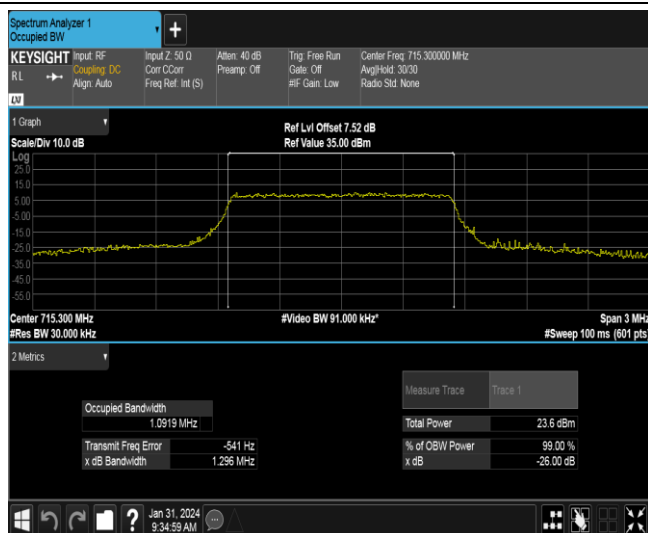 Spectrum Analyzer 1
Occupied BW
KEYSIGHT
R L
LXI
Input: RF
Coupling: DC
Align: Auto
Input Z: 50 Ω
Corr CCorr
Freq Ref: Int (S)
Atten: 40 dB
Preamp: Off
Trig: Free Run
Gate: Off
#IF Gain: Low
Center Freq: 715.300000 MHz
Avg|Hold: 30/30
Radio Std: None
1 Graph
Scale/Div 10.0 dB
Ref Lvl Offset 7.52 dB
Ref Value 35.00 dBm
Log
25.0
15.0
5.00
-5.00
-15.0
-25.0
-35.0
-45.0
-55.0
Center 715.300 MHz
#Res BW 30.000 kHz
#Video BW 91.000 kHz*
Span 3 MHz
#Sweep 100 ms (601 pts)
2 Metrics
Measure Trace Trace 1
Occupied Bandwidth
1.0919 MHz
Total Power 23.6 dBm
Transmit Freq Error -541 Hz
x dB Bandwidth 1.296 MHz
% of OBW Power 99.00 %
x dB -26.00 dB
Jan 31, 2024
9:34:59 AM